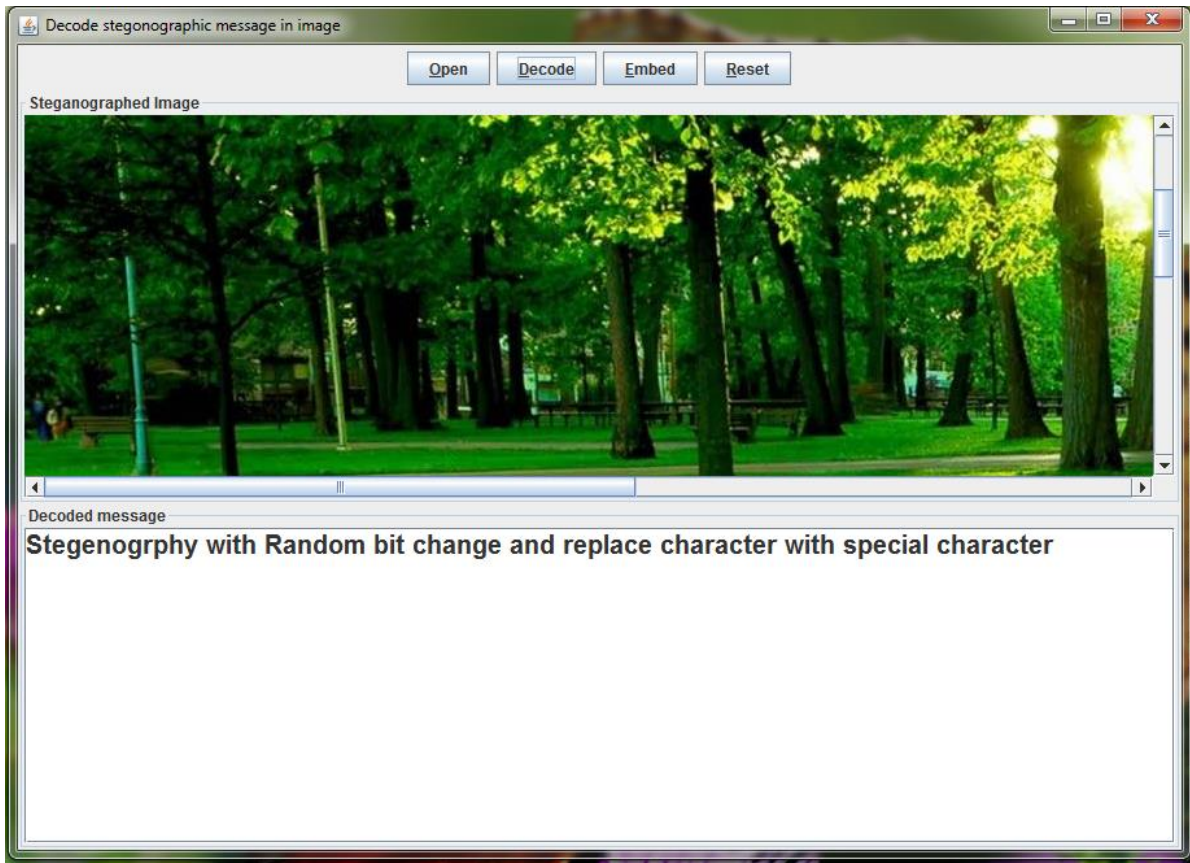 Decode stegonographic message in image
Open Decode Embed Reset
Steganographed Image
Decoded message
Stegenogrphy with Random bit change and replace character with special character